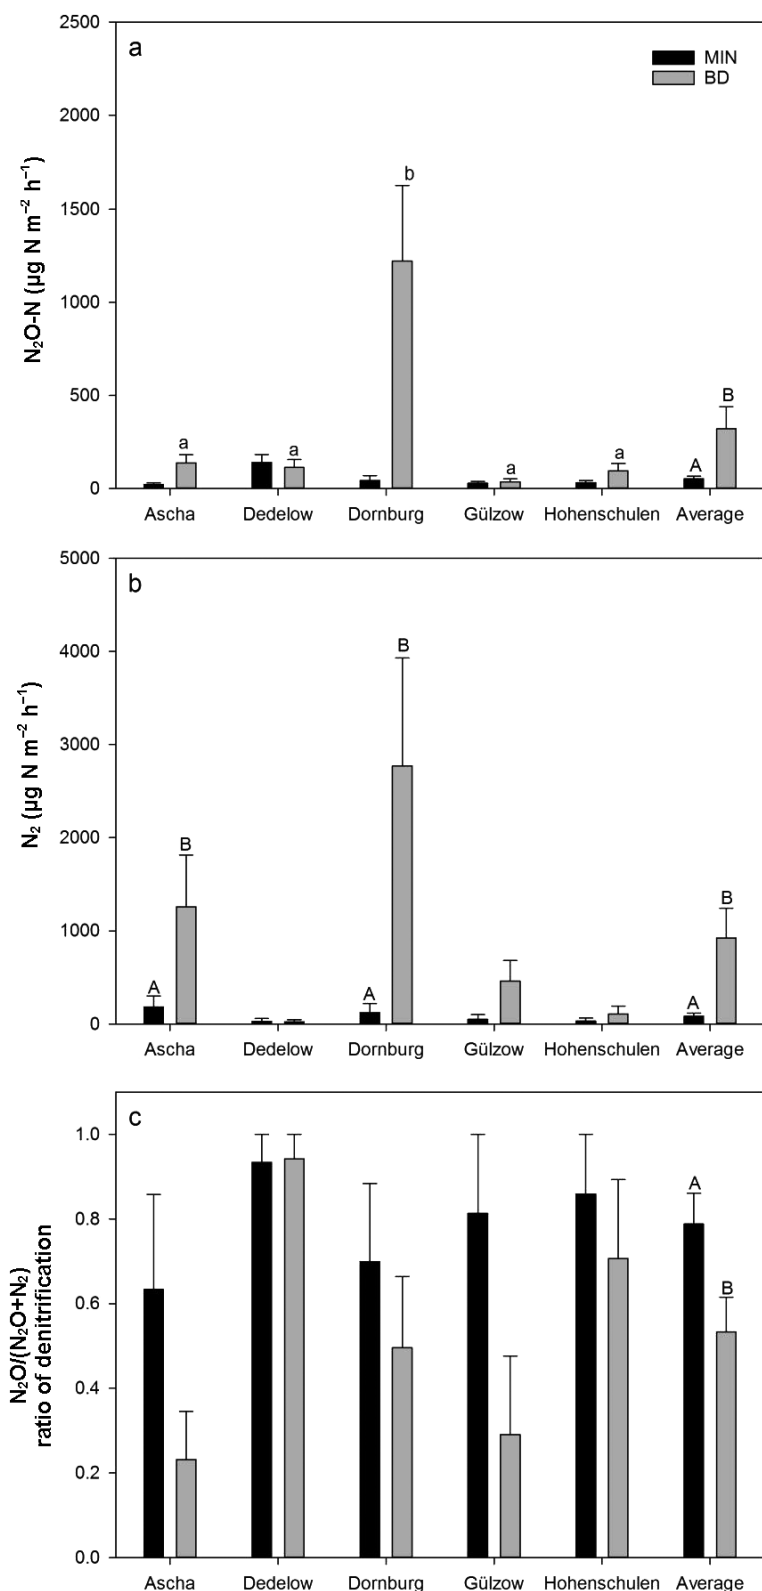 a
MIN
BD
2500
2000
1500
1000
500
0
N₂O-N (µg N m⁻² h⁻¹)
a
a
b
a
a
A
B
Ascha Dedelow Dornburg Gülzow Hohenschulen Average
b
5000
4000
3000
2000
1000
0
N₂ (µg N m⁻² h⁻¹)
A
B
A
B
A
B
Ascha Dedelow Dornburg Gülzow Hohenschulen Average
c
1.0
0.8
0.6
0.4
0.2
0.0
N₂O/(N₂O+N₂)
ratio of denitrification
A
B
Ascha Dedelow Dornburg Gülzow Hohenschulen Average